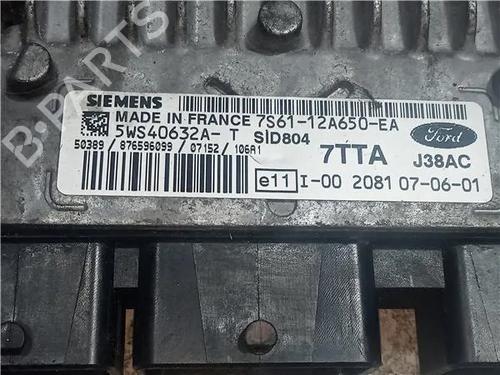 B-PARTS
SIEMENS
MADE IN FRANCE 7S61-12A650-EA
5WS40632A-T SID804
50389 / 876596099 / 07152 / 106A1
7TTA
Ford
J38AC
e11 I-00 2081 07-06-01